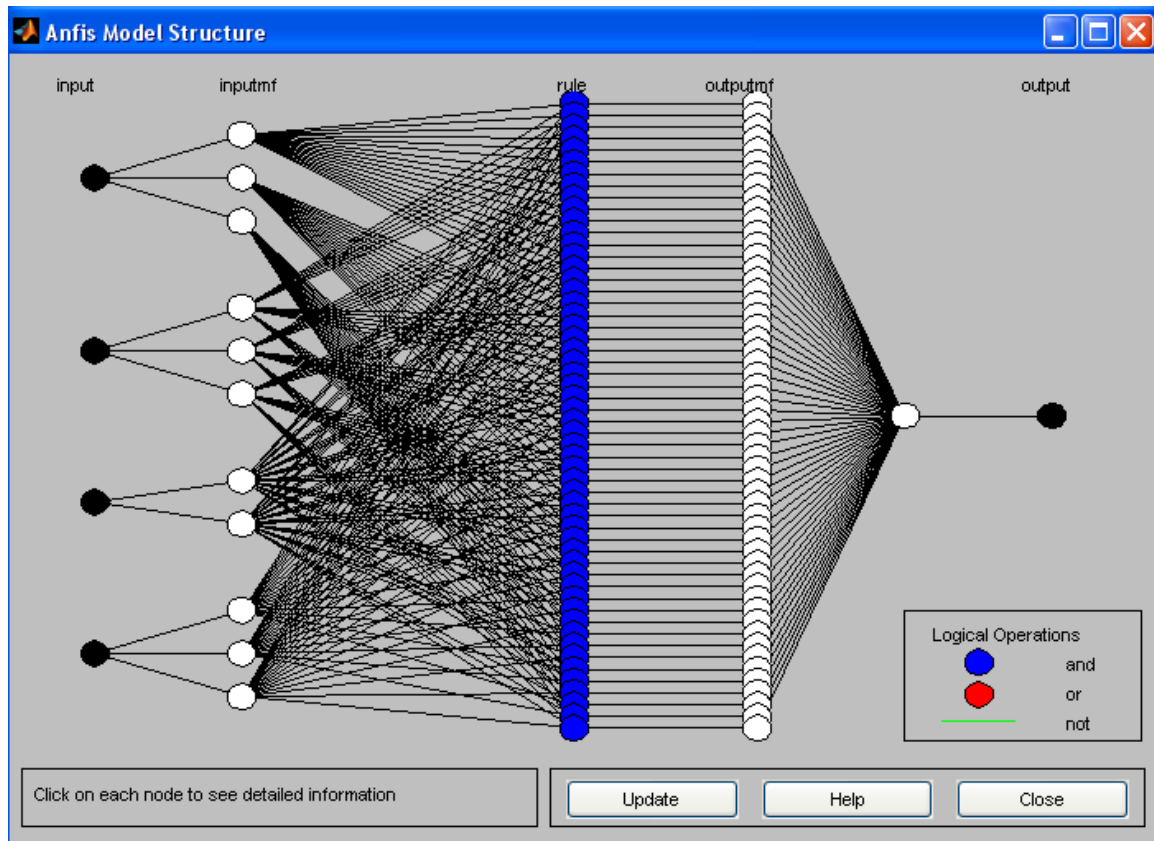 Anfis Model Structure
input inputmf rule outputmf output
Logical Operations
and
or
not
Click on each node to see detailed information
Update Help Close